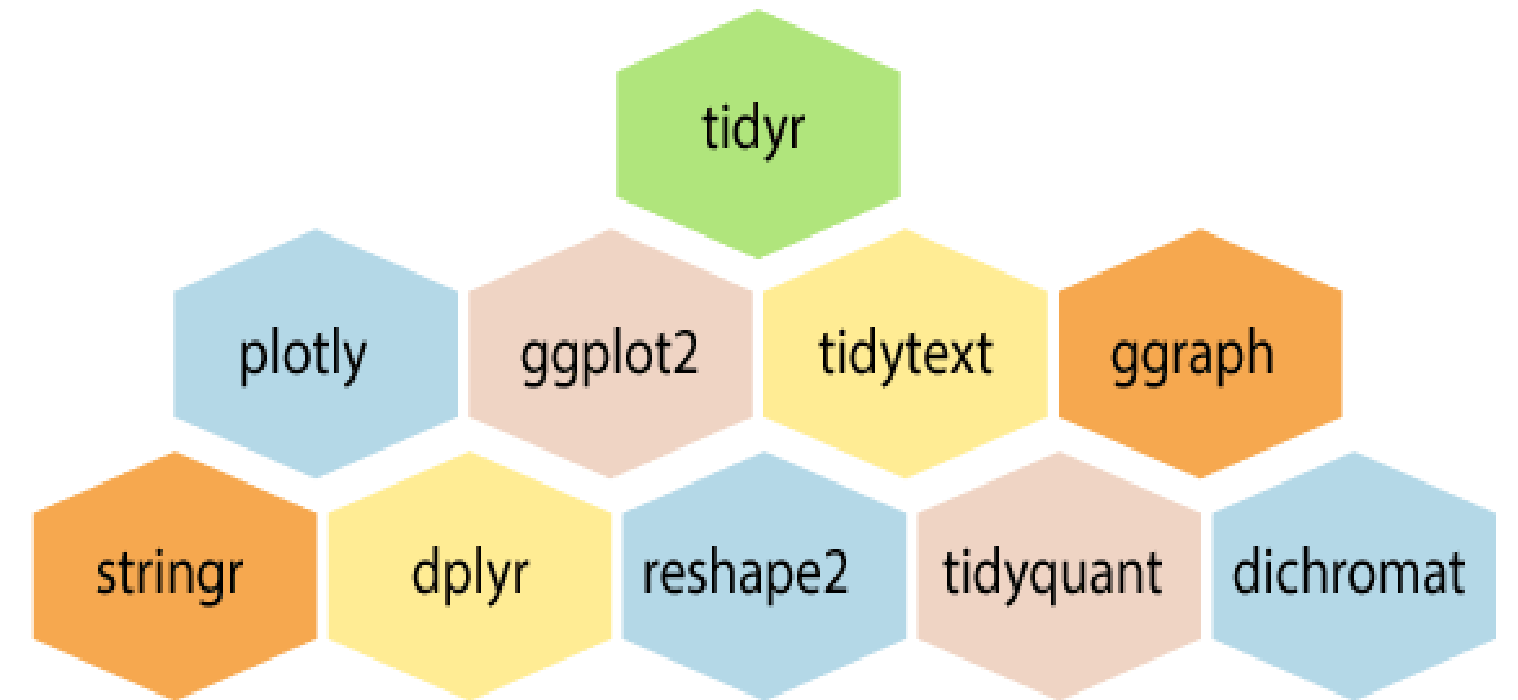 tidyr
plotly ggplot2 tidytext ggraph
stringr dplyr reshape2 tidyquant dichromat